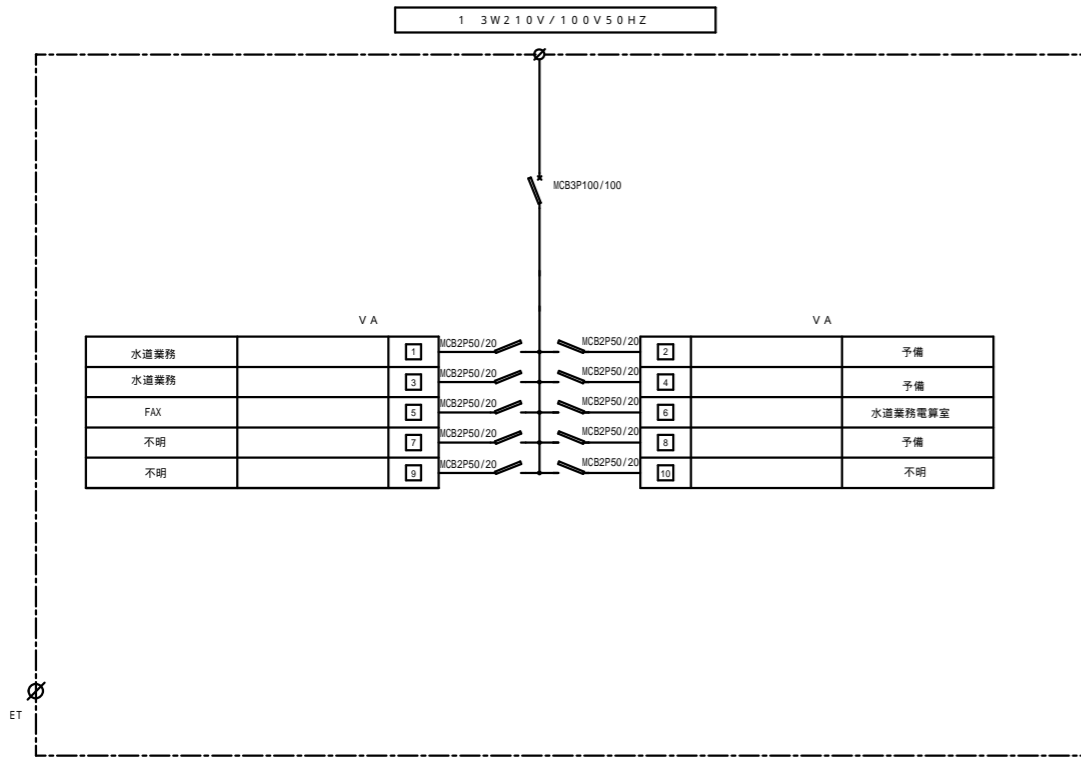 1 3W210V/100V50HZ
MCB3P100/100
VA VA
水道業務 1 MCB2P50/20 MCB2P50/20 2 予備
水道業務 3 MCB2P50/20 MCB2P50/20 4 予備
FAX 5 MCB2P50/20 MCB2P50/20 6 水道業務電算室
不明 7 MCB2P50/20 MCB2P50/20 8 予備
不明 9 MCB2P50/20 MCB2P50/20 10 不明
ET